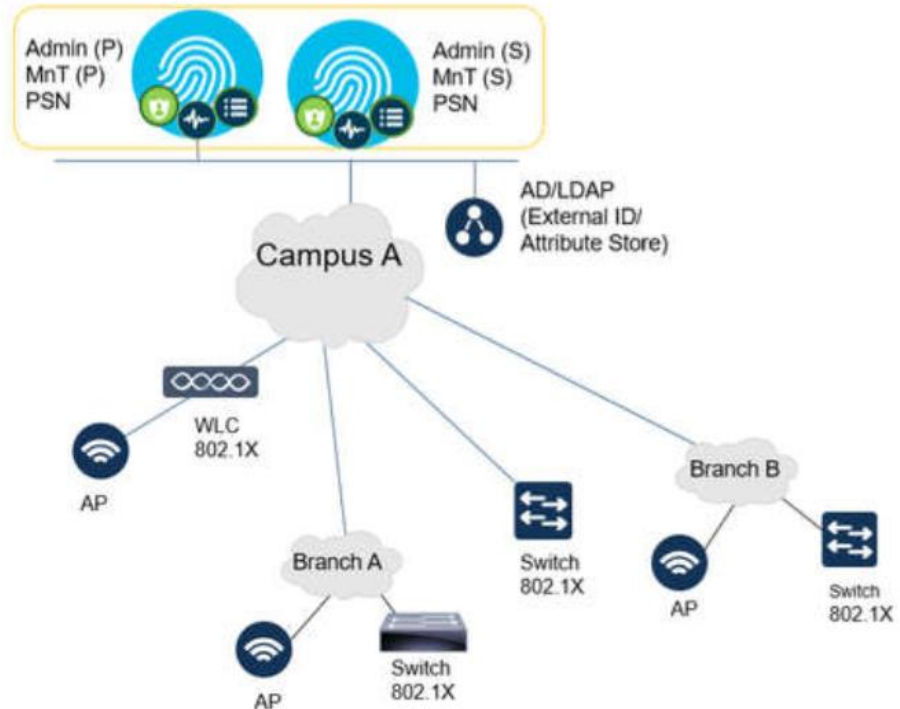 Admin (P)
MnT (P)
PSN
Admin (S)
MnT (S)
PSN
AD/LDAP
(External ID/
Attribute Store)
Campus A
WLC
802.1X
AP
Branch A
AP
Switch
802.1X
Switch
802.1X
Branch B
AP
Switch
802.1X